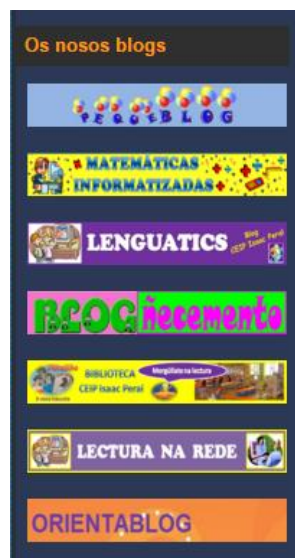 Os nosos blogs
PEQUEBLOG
MATEMÁTICAS
INFORMATIZADAS
LENGUATICS
Blog
CEIP Isaac Peral
BLOGñecemento
BIBLIOTECA
CEIP Isaac Peral
Mergúllate na lectura
LECTURA NA REDE
ORIENTABLOG